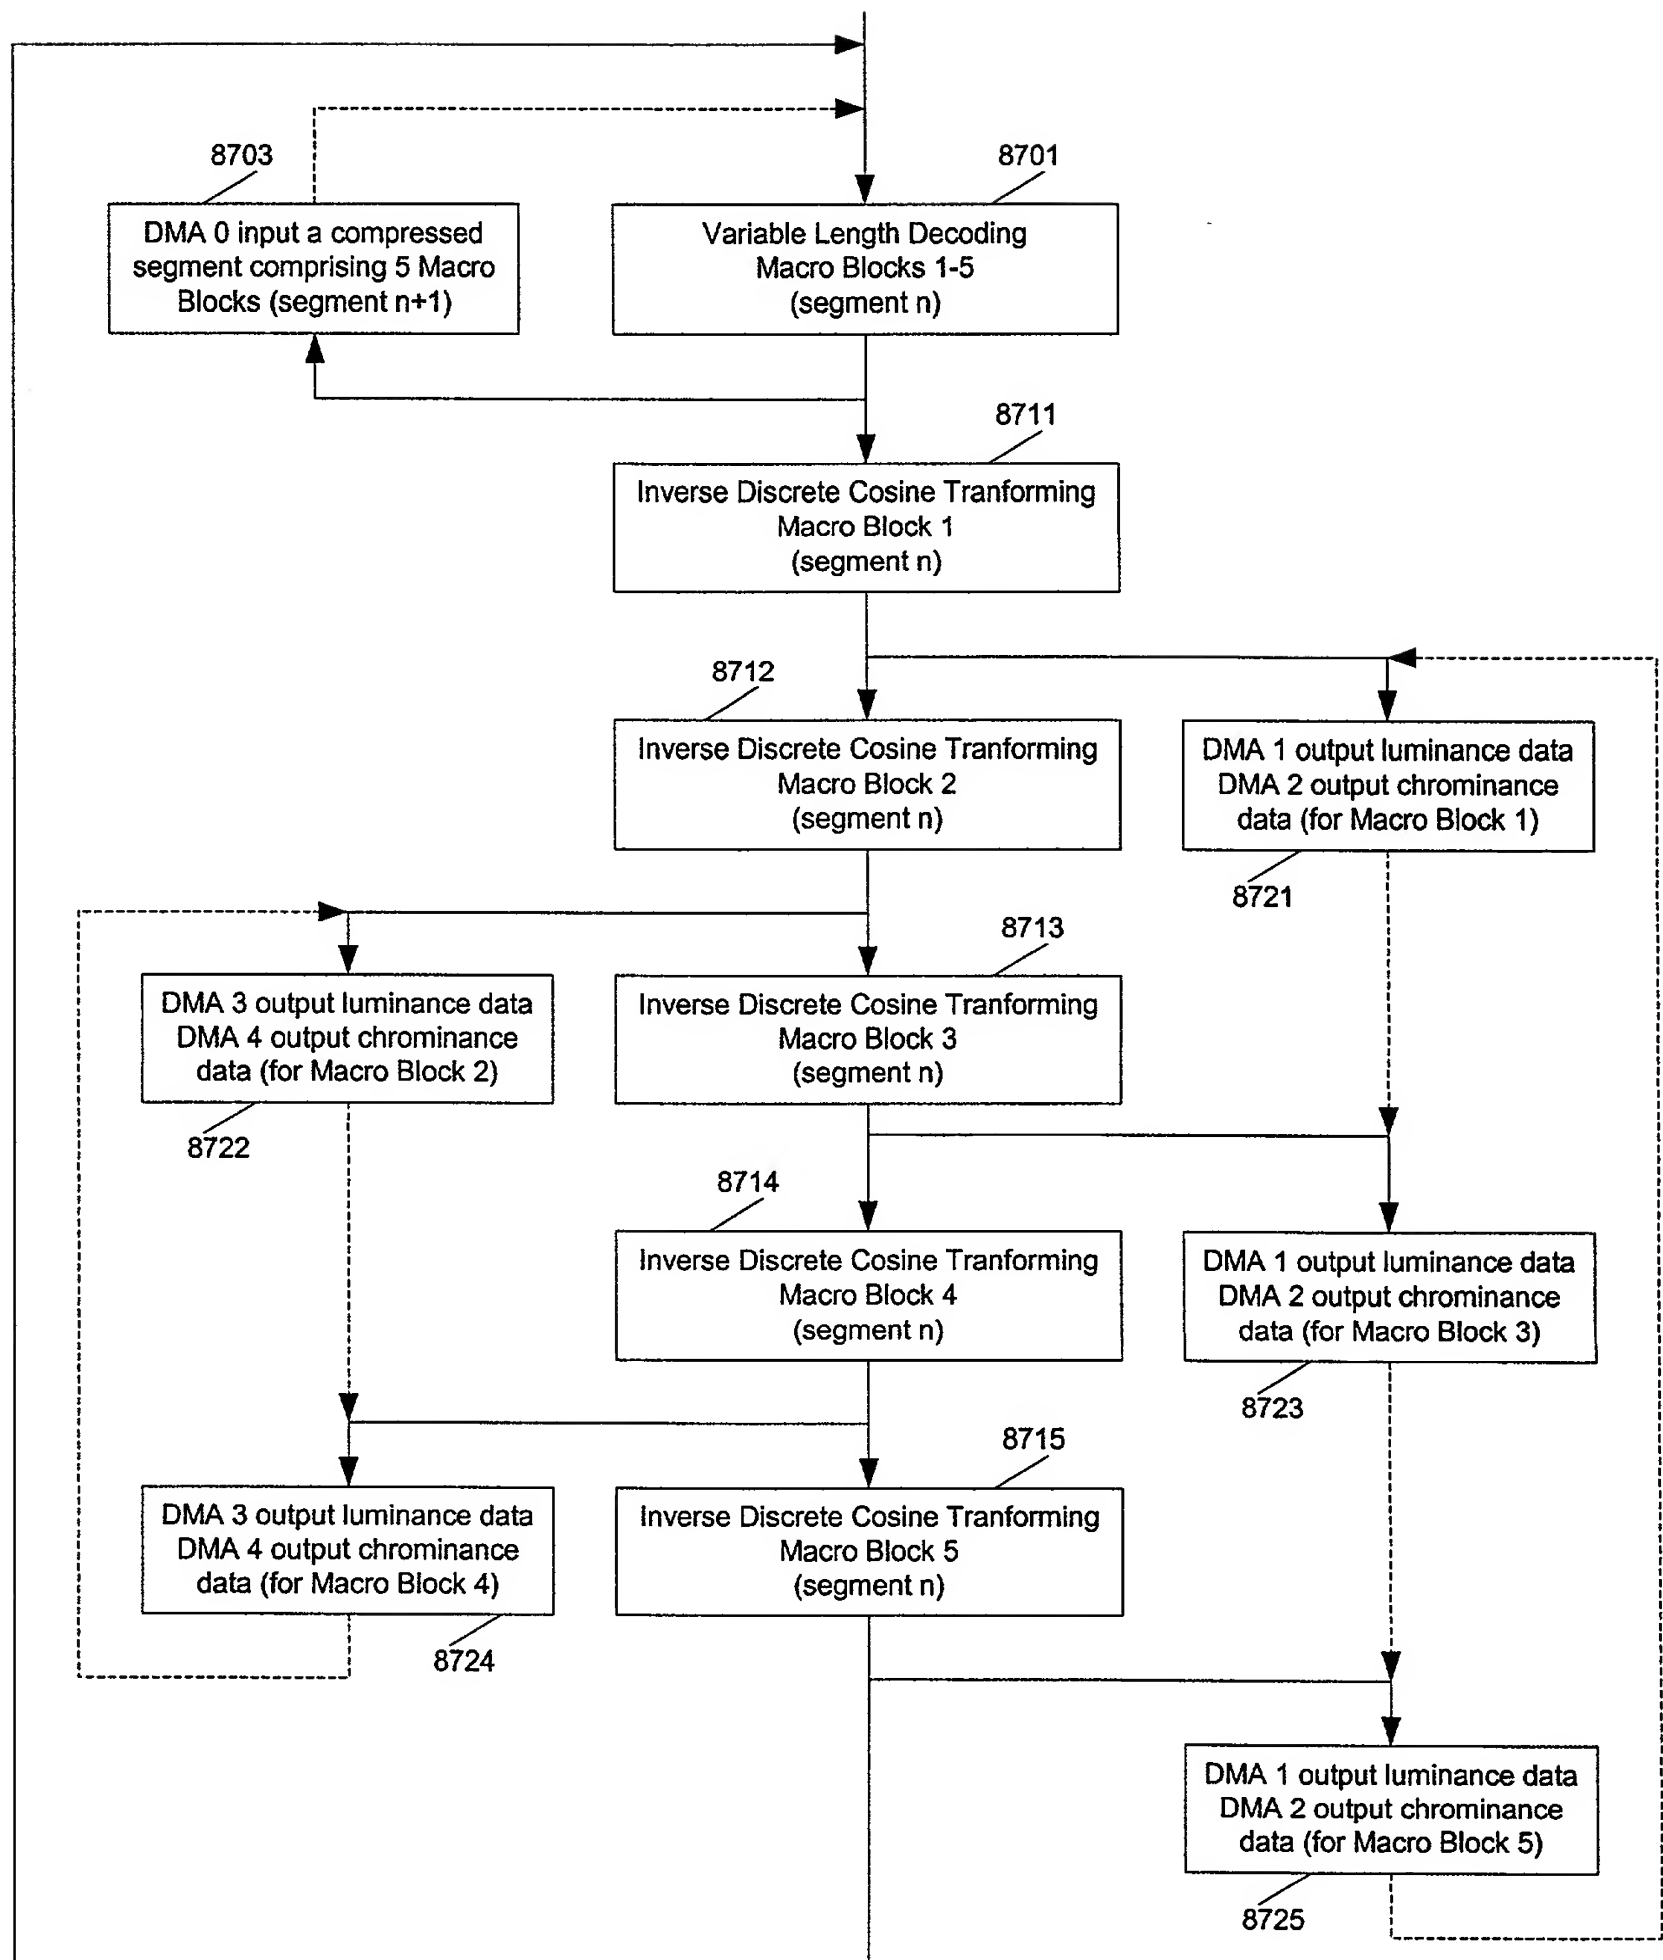 8703
DMA 0 input a compressed
segment comprising 5 Macro
Blocks (segment n+1)
8701
Variable Length Decoding
Macro Blocks 1-5
(segment n)
8711
Inverse Discrete Cosine Tranforming
Macro Block 1
(segment n)
8712
Inverse Discrete Cosine Tranforming
Macro Block 2
(segment n)
DMA 1 output luminance data
DMA 2 output chrominance
data (for Macro Block 1)
8721
8713
DMA 3 output luminance data
DMA 4 output chrominance
data (for Macro Block 2)
8722
Inverse Discrete Cosine Tranforming
Macro Block 3
(segment n)
8714
Inverse Discrete Cosine Tranforming
Macro Block 4
(segment n)
DMA 1 output luminance data
DMA 2 output chrominance
data (for Macro Block 3)
8723
8715
DMA 3 output luminance data
DMA 4 output chrominance
data (for Macro Block 4)
8724
Inverse Discrete Cosine Tranforming
Macro Block 5
(segment n)
DMA 1 output luminance data
DMA 2 output chrominance
data (for Macro Block 5)
8725